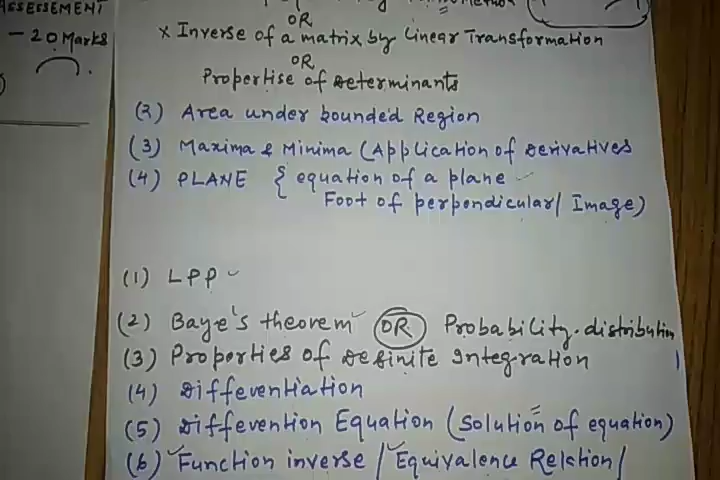 ASSESSEMENT
- 20 Marks
OR
x Inverse of a matrix by Linear Transformation
OR
Propertise of Determinants
(2) Area under bounded Region
(3) Maxima & Minima (Application of Derivatives
(4) PLANE { equation of a plane
Foot of perpendicular/ Image)
(1) LPP
(2) Baye's theorem OR Probability.distribution
(3) Properties of Definite Integration
(4) Differentiation
(5) Differention Equation (Solution of equation)
(6) Function inverse / Equivalence Relation/